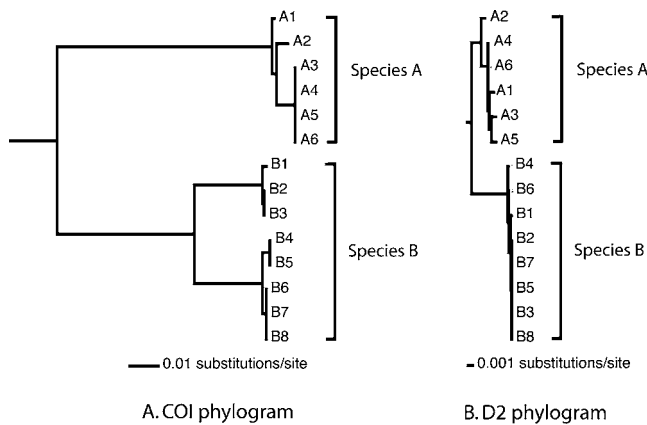 A1
A2
A3
A4
A5
A6
Species A
B1
B2
B3
B4
B5
B6
B7
B8
Species B
0.01 substitutions/site
A. COI phylogram
A2
A4
A6
A1
A3
A5
Species A
B4
B6
B1
B2
B7
B5
B3
B8
Species B
0.001 substitutions/site
B. D2 phylogram